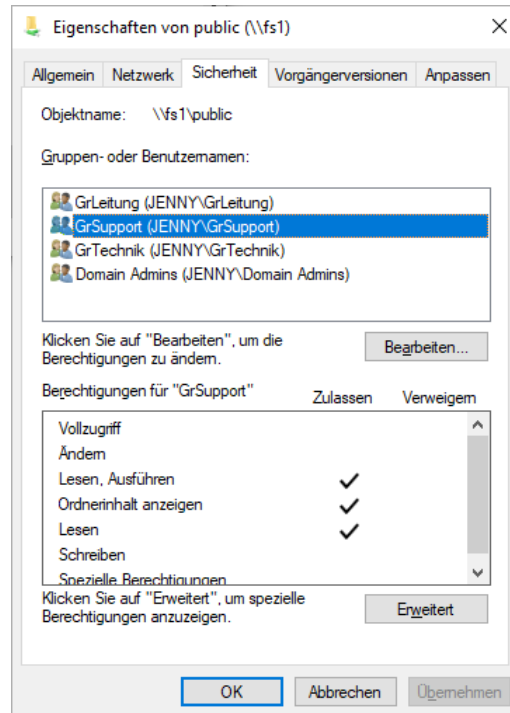 Eigenschaften von public (\\fs1)
Allgemein Netzwerk Sicherheit Vorgängerversionen Anpassen
Objektname: \\fs1\public
Gruppen- oder Benutzernamen:
GrLeitung (JENNY\GrLeitung)
GrSupport (JENNY\GrSupport)
GrTechnik (JENNY\GrTechnik)
Domain Admins (JENNY\Domain Admins)
Klicken Sie auf "Bearbeiten", um die
Berechtigungen zu ändern.
Bearbeiten...
Berechtigungen für "GrSupport" Zulassen Verweigern
Vollzugriff
Ändern
Lesen, Ausführen
Ordnerinhalt anzeigen
Lesen
Schreiben
Spezielle Berechtigungen
Klicken Sie auf "Erweitert", um spezielle
Berechtigungen anzuzeigen.
Erweitert
OK Abbrechen Übernehmen